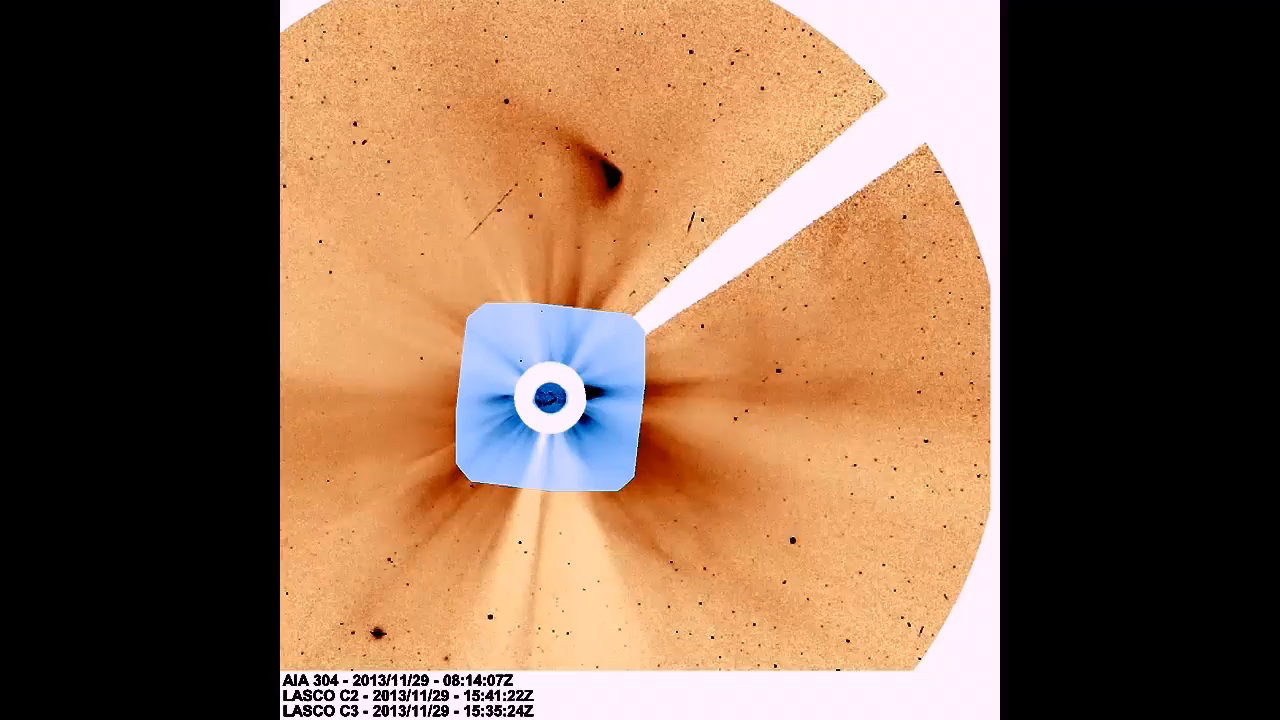 AIA 304 - 2013/11/29 - 08:14:07Z
LASCO C2 - 2013/11/29 - 15:41:22Z
LASCO C3 - 2013/11/29 - 15:35:24Z